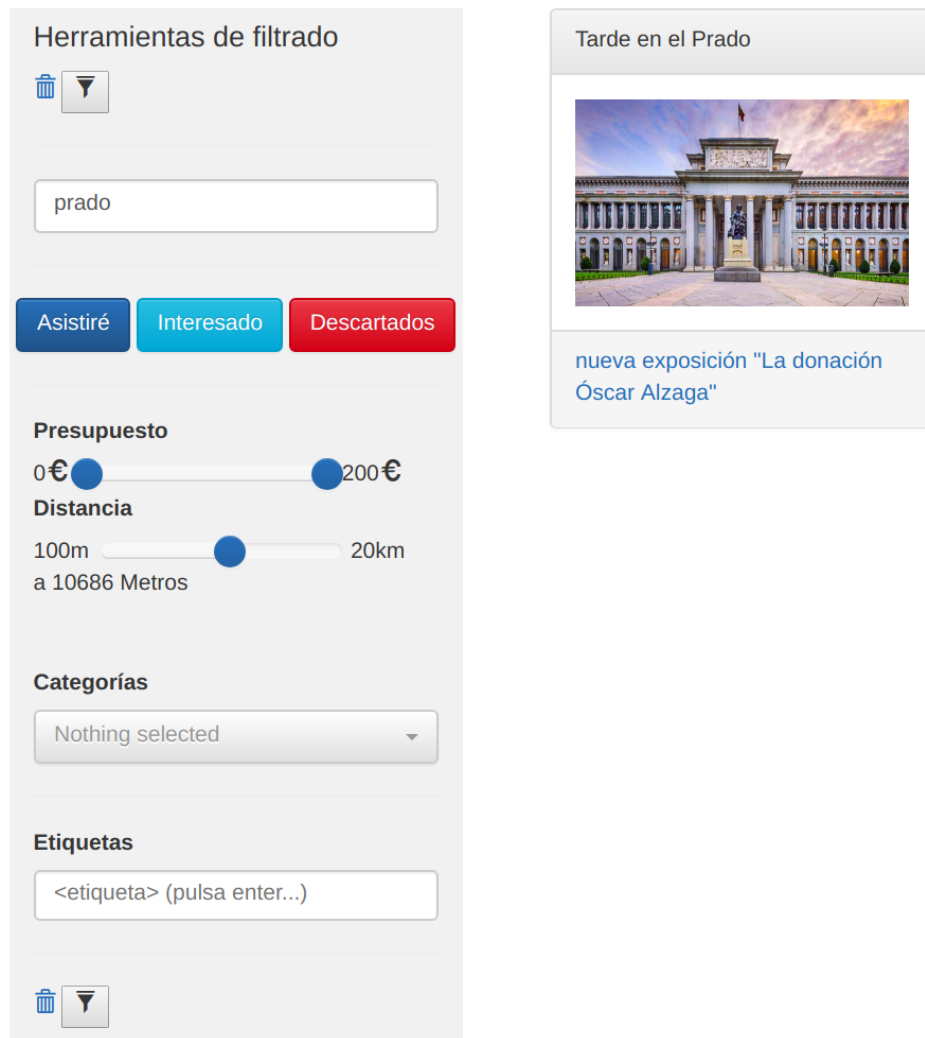 Herramientas de filtrado
prado
Asistiré Interesado Descartados
Presupuesto
0€ 200€
Distancia
100m 20km
a 10686 Metros
Categorías
Nothing selected
Etiquetas
<etiqueta> (pulsa enter...)
Tarde en el Prado
nueva exposición "La donación
Óscar Alzaga"